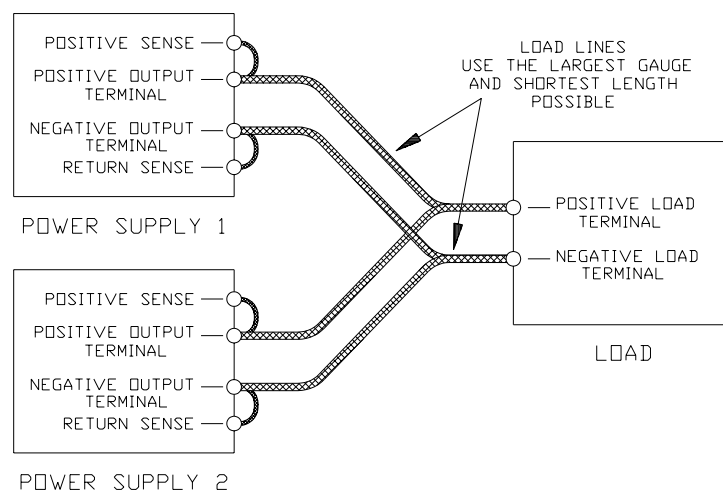 POSITIVE SENSE
POSITIVE OUTPUT
TERMINAL
NEGATIVE OUTPUT
TERMINAL
RETURN SENSE
POWER SUPPLY 1
LOAD LINES
USE THE LARGEST GAUGE
AND SHORTEST LENGTH
POSSIBLE
POSITIVE LOAD
TERMINAL
NEGATIVE LOAD
TERMINAL
LOAD
POSITIVE SENSE
POSITIVE OUTPUT
TERMINAL
NEGATIVE OUTPUT
TERMINAL
RETURN SENSE
POWER SUPPLY 2